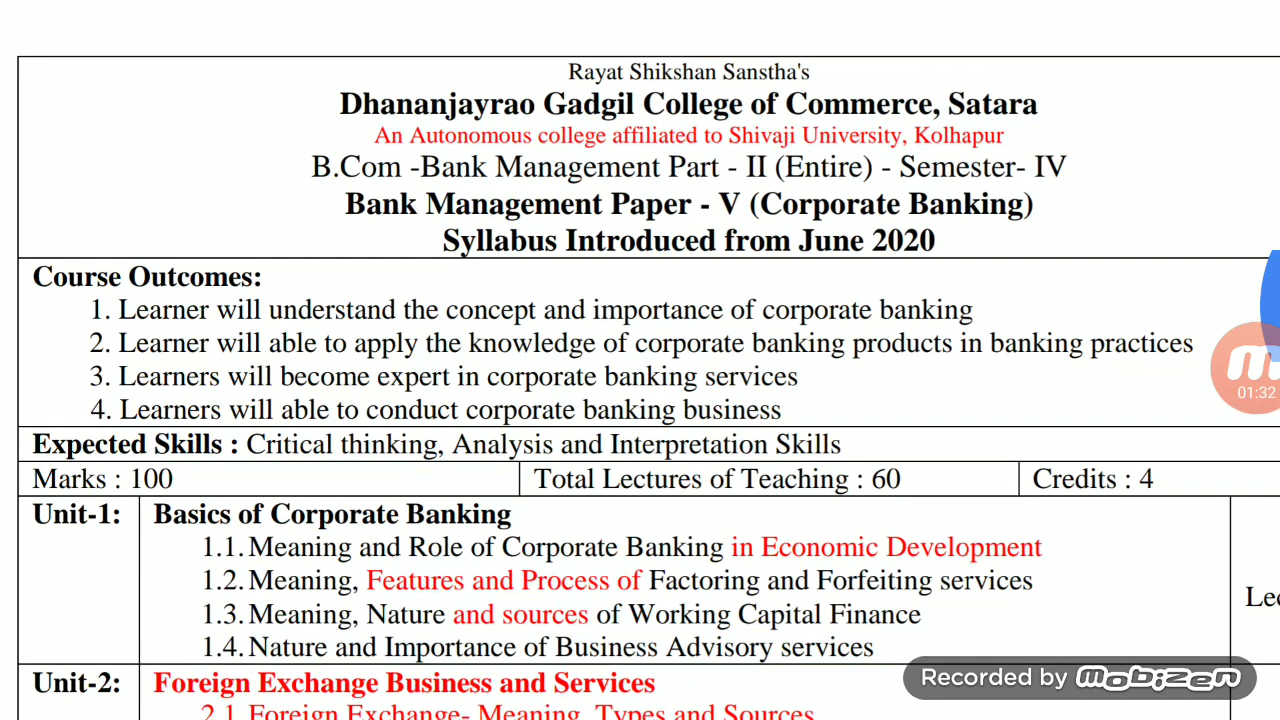 Rayat Shikshan Sanstha's
Dhananjayrao Gadgil College of Commerce, Satara
An Autonomous college affiliated to Shivaji University, Kolhapur
B.Com -Bank Management Part - II (Entire) - Semester- IV
Bank Management Paper - V (Corporate Banking)
Syllabus Introduced from June 2020
Course Outcomes:
1. Learner will understand the concept and importance of corporate banking
2. Learner will able to apply the knowledge of corporate banking products in banking practices
3. Learners will become expert in corporate banking services
4. Learners will able to conduct corporate banking business
01:32
Expected Skills : Critical thinking, Analysis and Interpretation Skills
Marks : 100 Total Lectures of Teaching : 60 Credits : 4
Unit-1: Basics of Corporate Banking
1.1. Meaning and Role of Corporate Banking in Economic Development
1.2. Meaning, Features and Process of Factoring and Forfeiting services
1.3. Meaning, Nature and sources of Working Capital Finance
1.4. Nature and Importance of Business Advisory services
Unit-2: Foreign Exchange Business and Services
2.1 Foreign Exchange- Meaning, Types and Sources
Recorded by mobizen